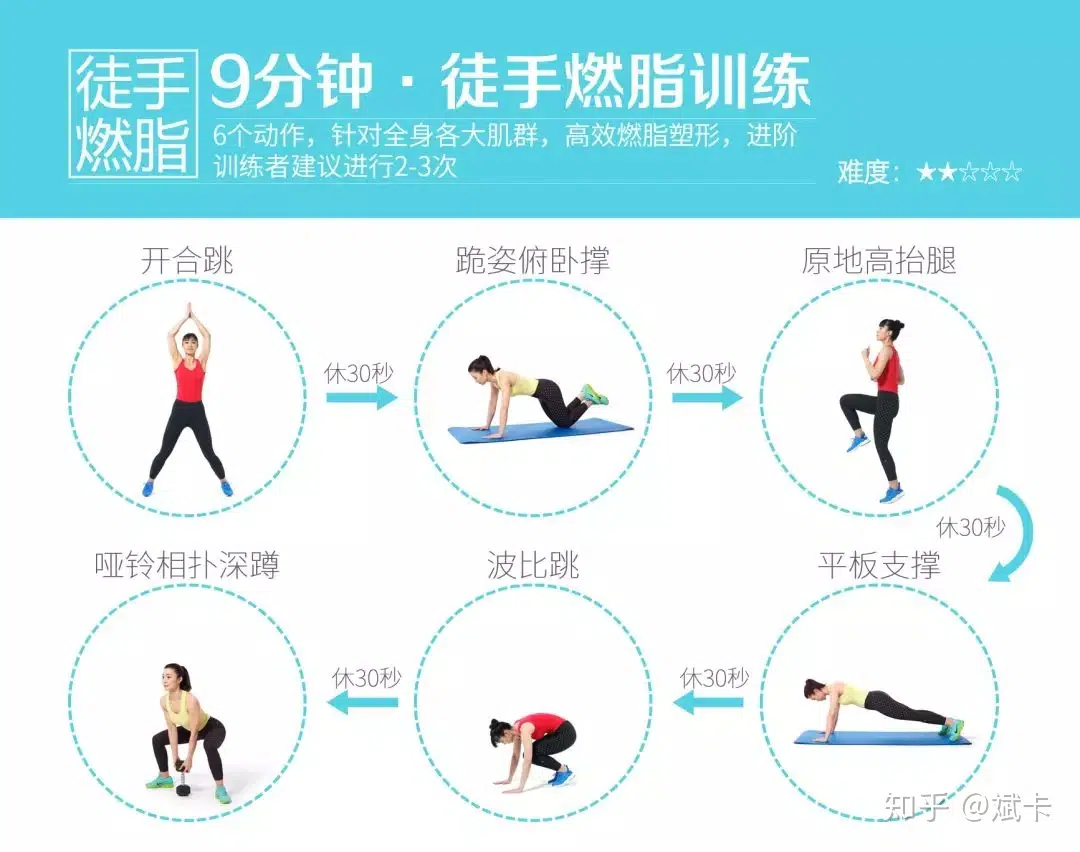 徒手
燃脂
9分钟·徒手燃脂训练
6个动作，针对全身各大肌群，高效燃脂塑形，进阶
训练者建议进行2-3次
难度：★★☆☆☆
开合跳
跪姿俯卧撑
原地高抬腿
休30秒
休30秒
休30秒
哑铃相扑深蹲
波比跳
平板支撑
休30秒
休30秒
知乎 @斌卡